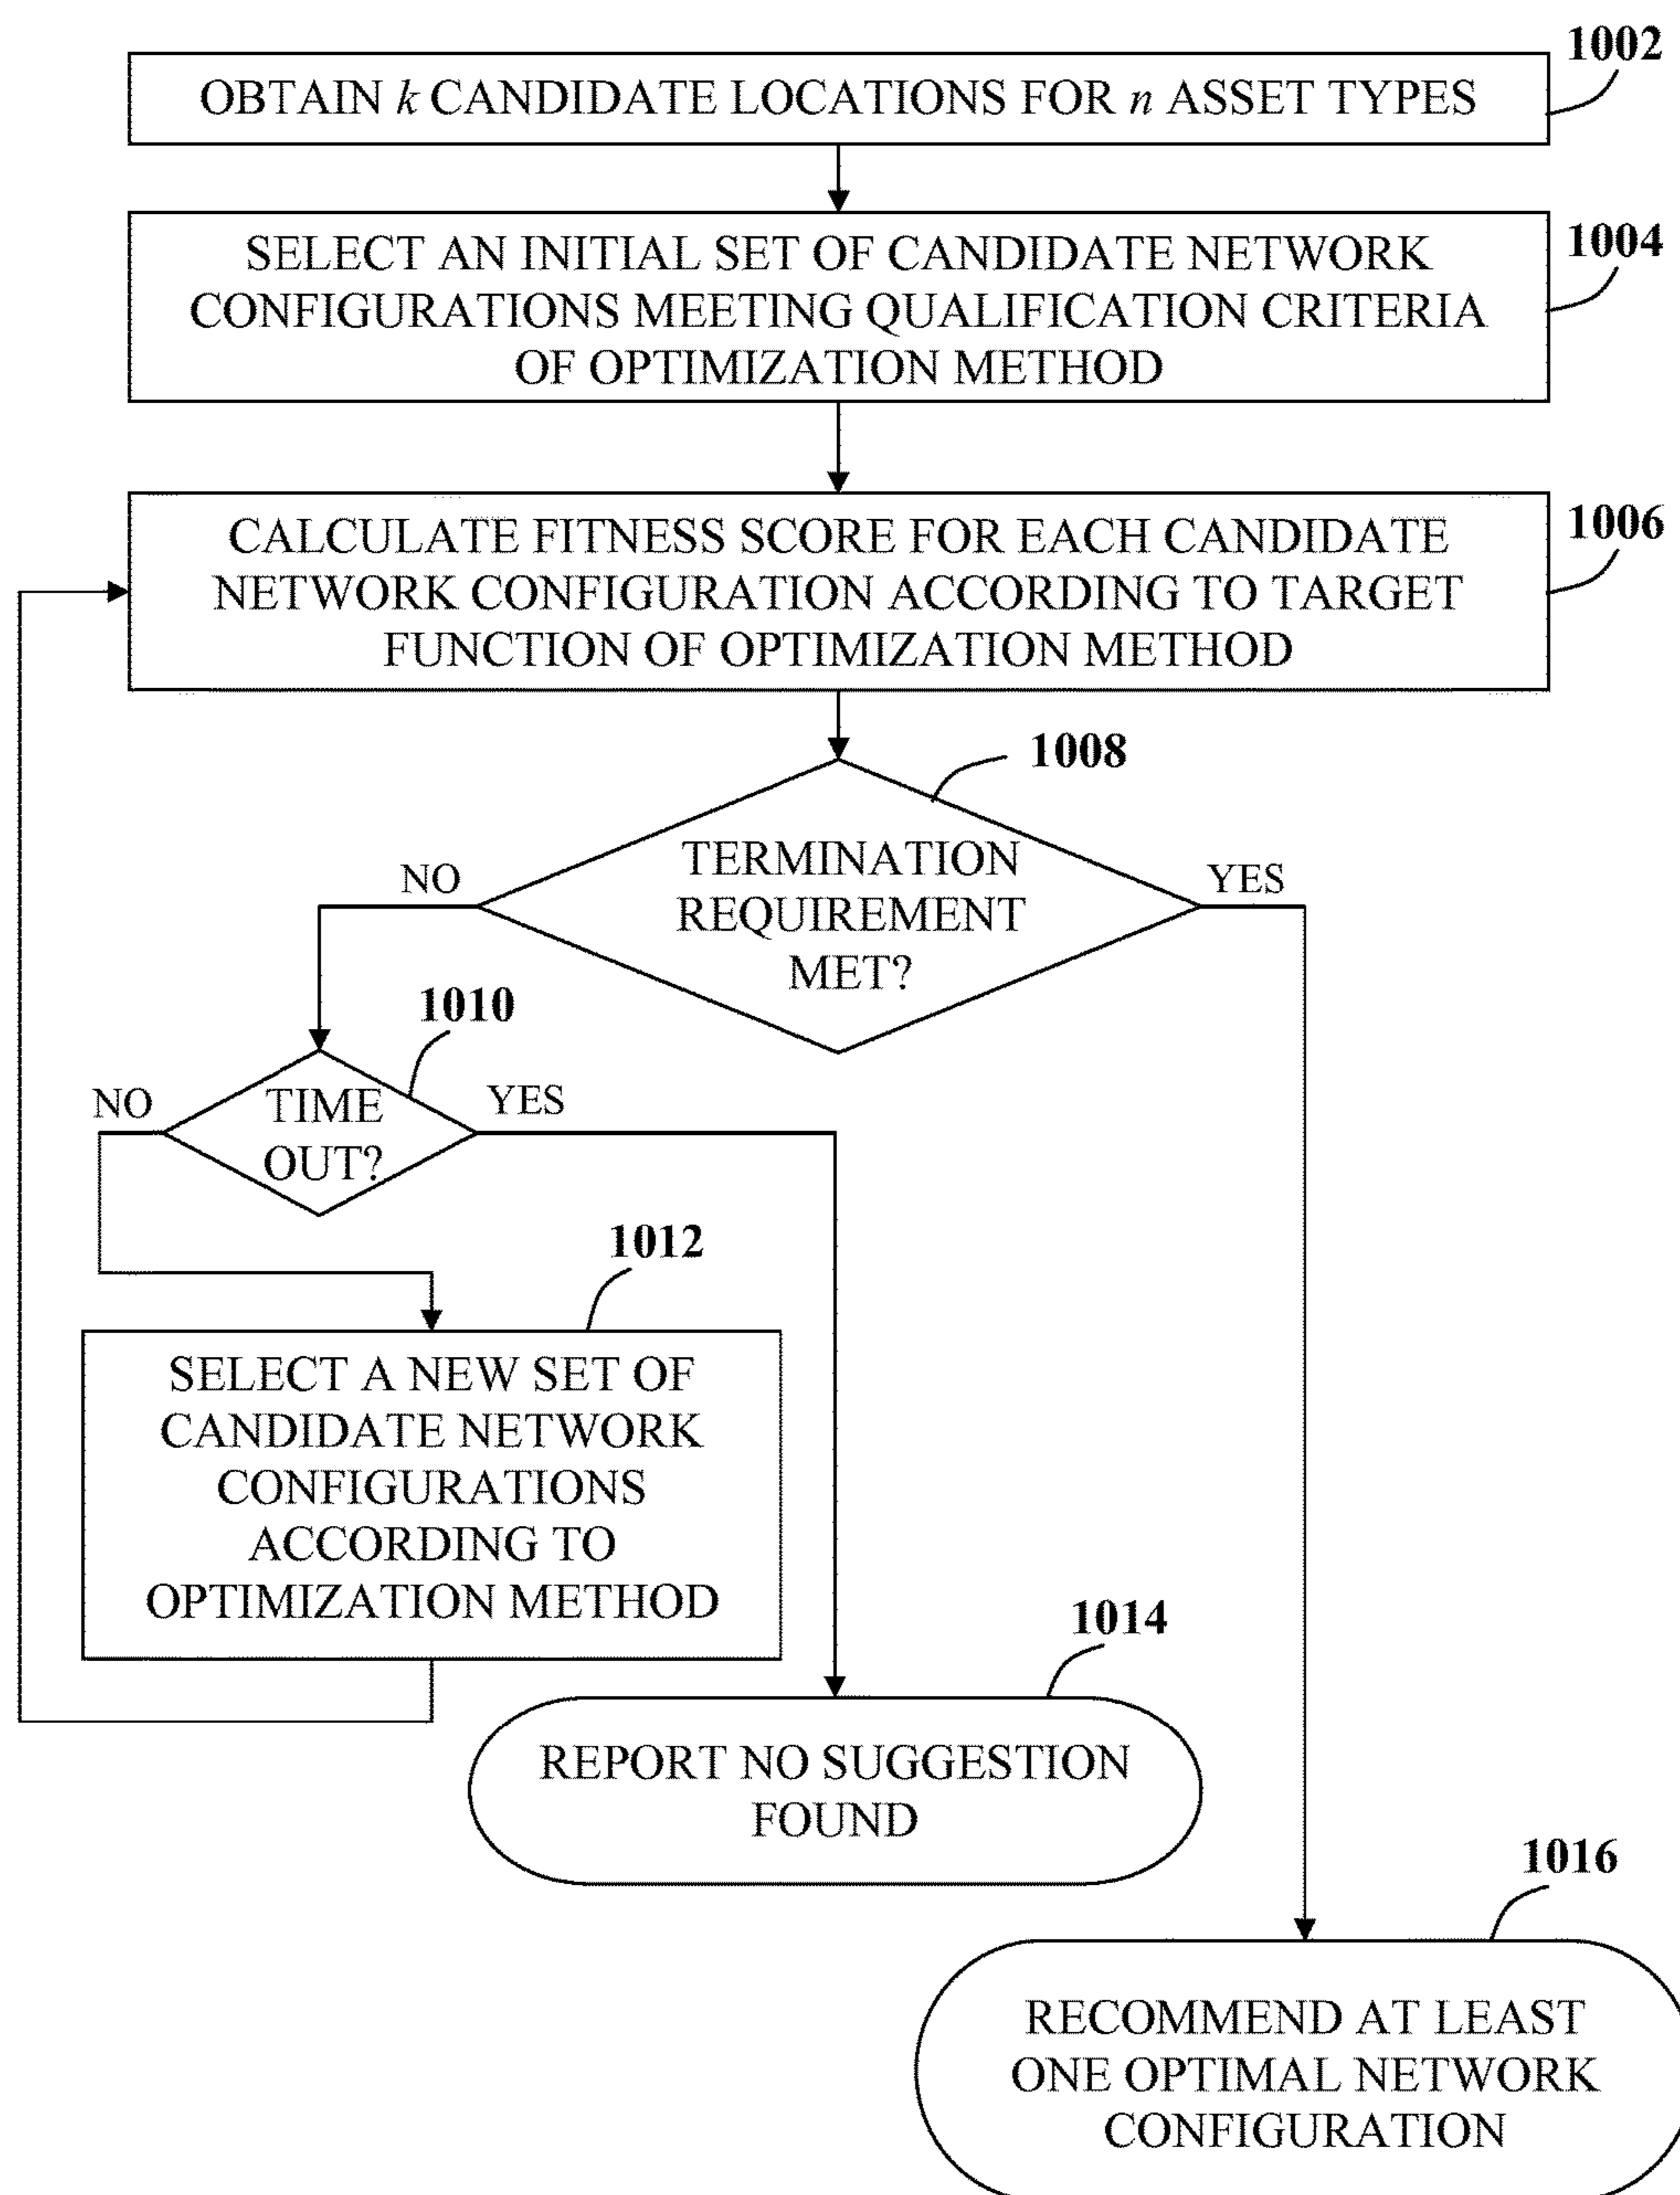 1002
OBTAIN k CANDIDATE LOCATIONS FOR n ASSET TYPES
1004
SELECT AN INITIAL SET OF CANDIDATE NETWORK
CONFIGURATIONS MEETING QUALIFICATION CRITERIA
OF OPTIMIZATION METHOD
1006
CALCULATE FITNESS SCORE FOR EACH CANDIDATE
NETWORK CONFIGURATION ACCORDING TO TARGET
FUNCTION OF OPTIMIZATION METHOD
1008
TERMINATION
REQUIREMENT
MET?
NO
YES
1010
TIME
OUT?
NO
YES
1012
SELECT A NEW SET OF
CANDIDATE NETWORK
CONFIGURATIONS
ACCORDING TO
OPTIMIZATION METHOD
1014
REPORT NO SUGGESTION
FOUND
1016
RECOMMEND AT LEAST
ONE OPTIMAL NETWORK
CONFIGURATION